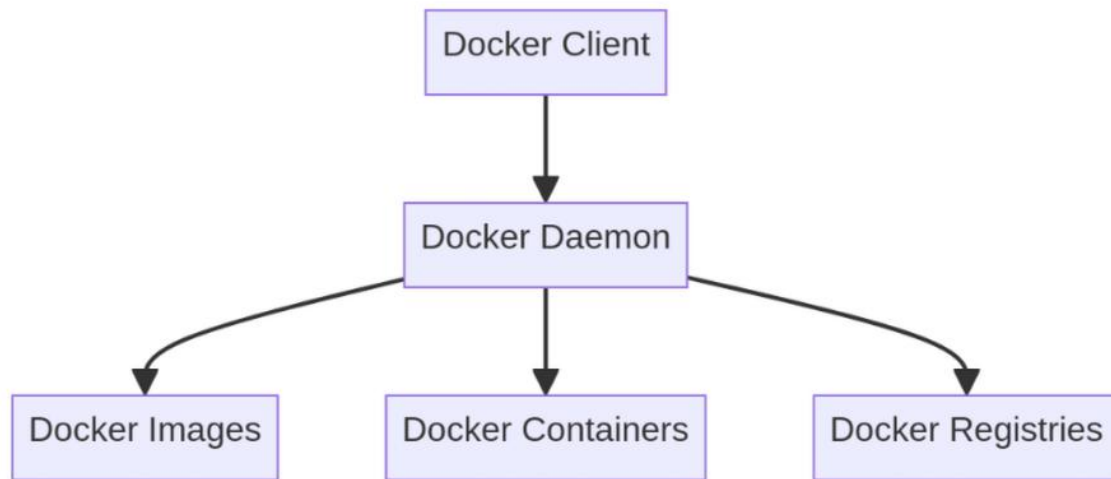 Docker Client
Docker Daemon
Docker Images
Docker Containers
Docker Registries